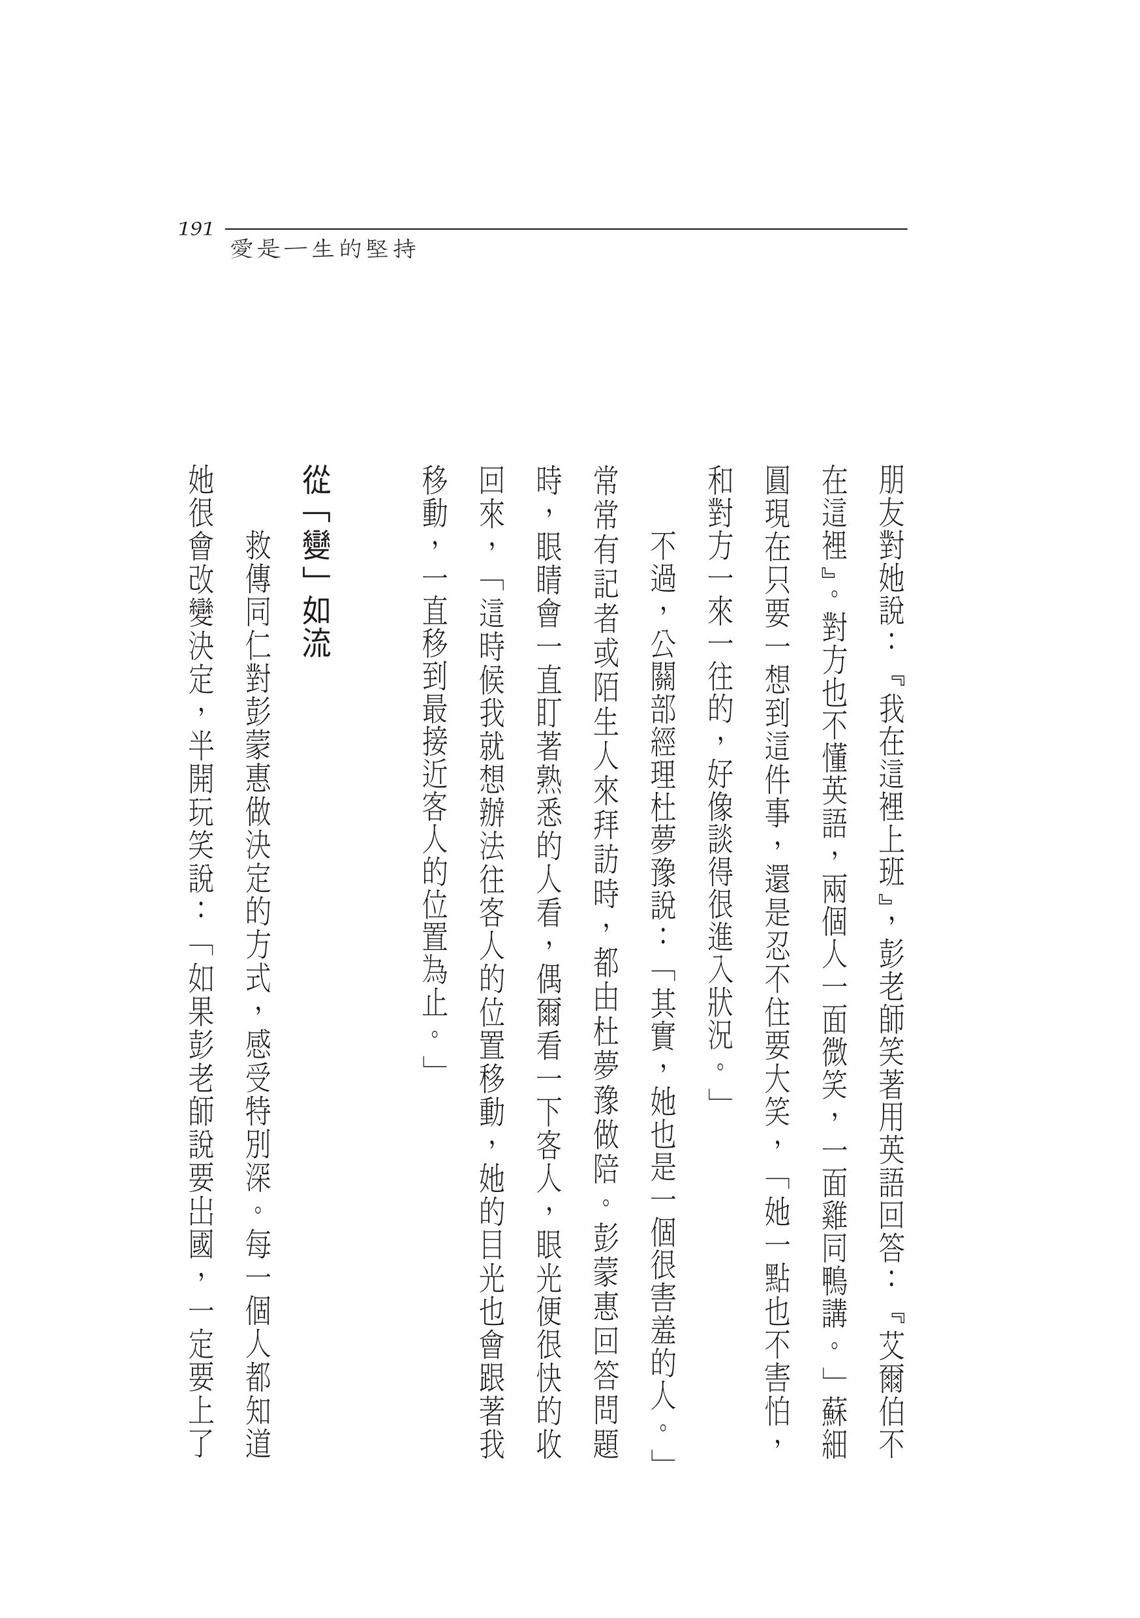 191
愛是一生的堅持
朋友對她說：『我在這裡上班』，彭老師笑著用英語回答：『艾爾伯不
在這裡』。對方也不懂英語，兩個人一面微笑，一面雞同鴨講。」蘇細
圓現在只要一想到這件事，還是忍不住要大笑，「她一點也不害怕，
和對方一來一往的，好像談得很進入狀況。」
不過，公關部經理杜夢豫說：「其實，她也是一個很害羞的人。」
常常有記者或陌生人來拜訪時，都由杜夢豫做陪。彭蒙惠回答問題
時，眼睛會一直盯著熟悉的人看，偶爾看一下客人，眼光便很快的收
回來，「這時候我就想辦法往客人的位置移動，她的目光也會跟著我
移動，一直移到最接近客人的位置為止。」
從「變」如流
救傳同仁對彭蒙惠做決定的方式，感受特別深。每一個人都知道
她很會改變決定，半開玩笑說：「如果彭老師說要出國，一定要上了